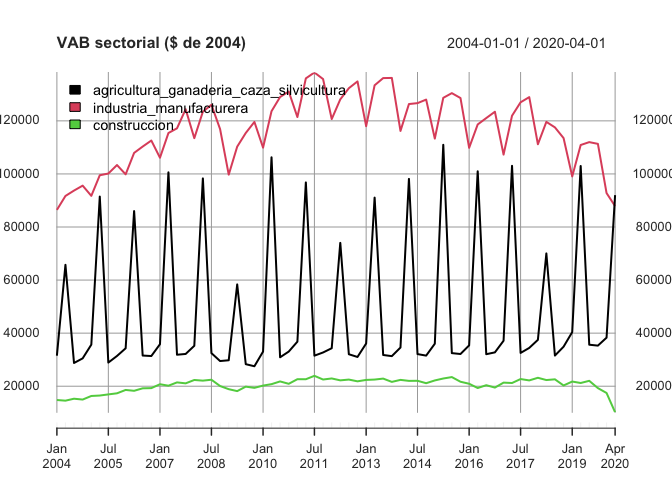 VAB sectorial ($ de 2004) 2004-01-01 / 2020-04-01
agricultura_ganaderia_caza_silvicultura
industria_manufacturera
construccion
120000 120000
100000 100000
80000 80000
60000 60000
40000 40000
20000 20000
Jan Jul Jan Jul Jan Jul Jan Jul Jan Jul Jan Apr
2004 2005 2007 2008 2010 2011 2013 2014 2016 2017 2019 2020